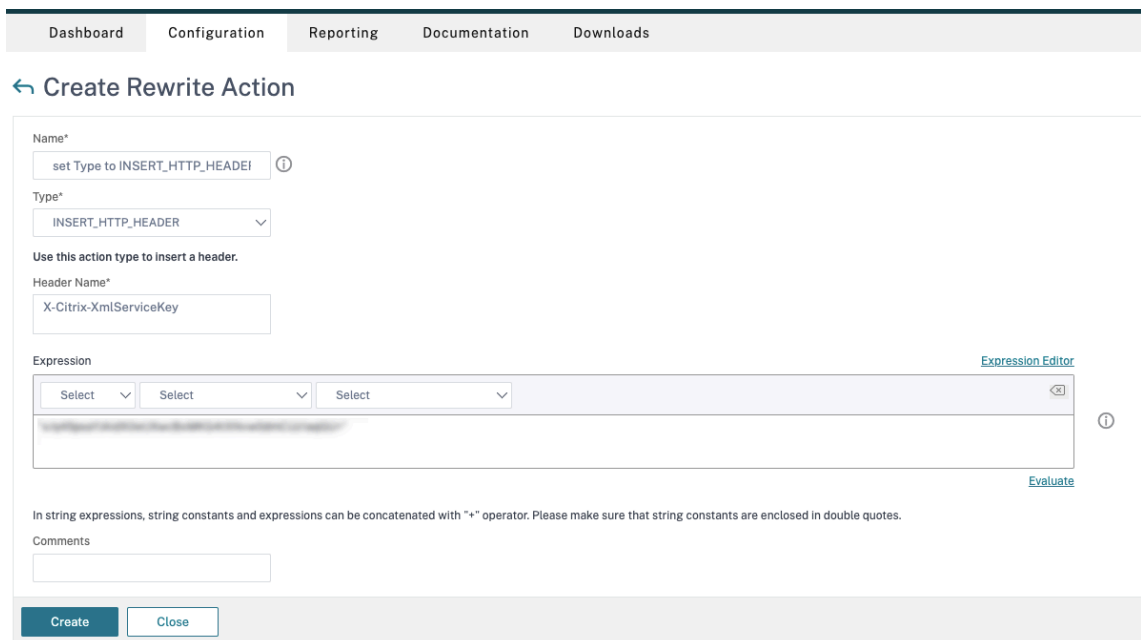 Dashboard Configuration Reporting Documentation Downloads
Create Rewrite Action
Name*
set Type to INSERT_HTTP_HEADER
Type*
INSERT_HTTP_HEADER
Use this action type to insert a header.
Header Name*
X-Citrix-XmlServiceKey
Expression Expression Editor
Select Select Select
Evaluate
In string expressions, string constants and expressions can be concatenated with "+" operator. Please make sure that string constants are enclosed in double quotes.
Comments
Create Close